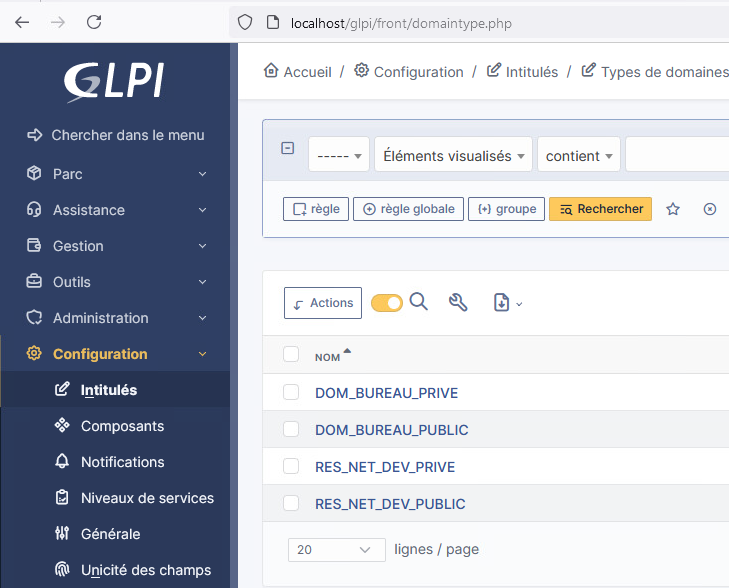 localhost/glpi/front/domaintype.php
GLPI
Chercher dans le menu
Parc
Assistance
Gestion
Outils
Administration
Configuration
Intitulés
Composants
Notifications
Niveaux de services
Générale
Unicité des champs
Accueil / Configuration / Intitulés / Types de domaines
----- Éléments visualisés contient
règle règle globale groupe Rechercher
Actions
NOM
DOM_BUREAU_PRIVE
DOM_BUREAU_PUBLIC
RES_NET_DEV_PRIVE
RES_NET_DEV_PUBLIC
20 lignes / page